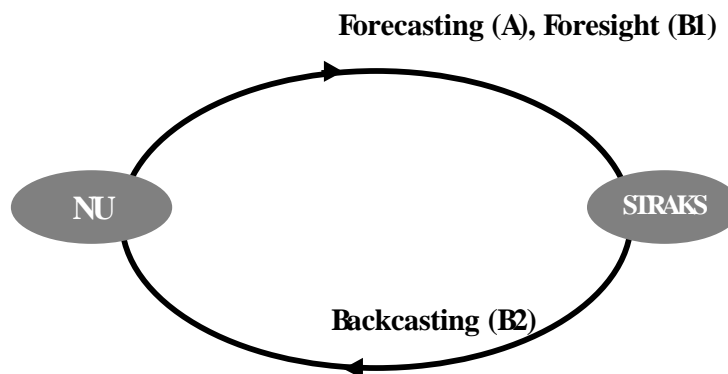 Forecasting (A), Foresight (B1)
NU
STRAKS
Backcasting (B2)